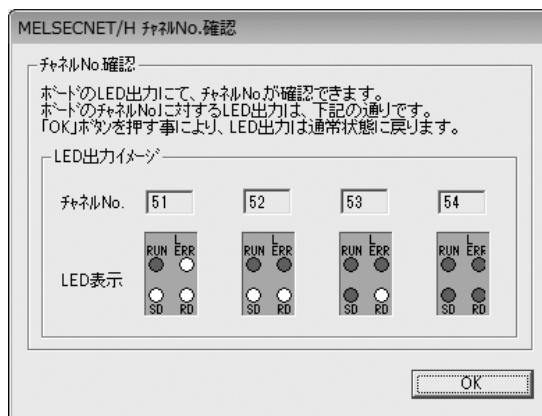 MELSECNET/H ﾁｬﾈﾙNo.確認
ﾁｬﾈﾙNo.確認
ﾎﾞｰﾄﾞのLED出力にて、ﾁｬﾈﾙNo.が確認できます。
ﾎﾞｰﾄﾞのﾁｬﾈﾙNoに対するLED出力は、下記の通りです。
｢OK｣ﾎﾞﾀﾝを押す事により、LED出力は通常状態に戻ります。
LED出力ｲﾒｰｼﾞ
ﾁｬﾈﾙNo. 51 52 53 54
L L L L
RUN ERR RUN ERR RUN ERR RUN ERR
LED表示
SD RD SD RD SD RD SD RD
OK